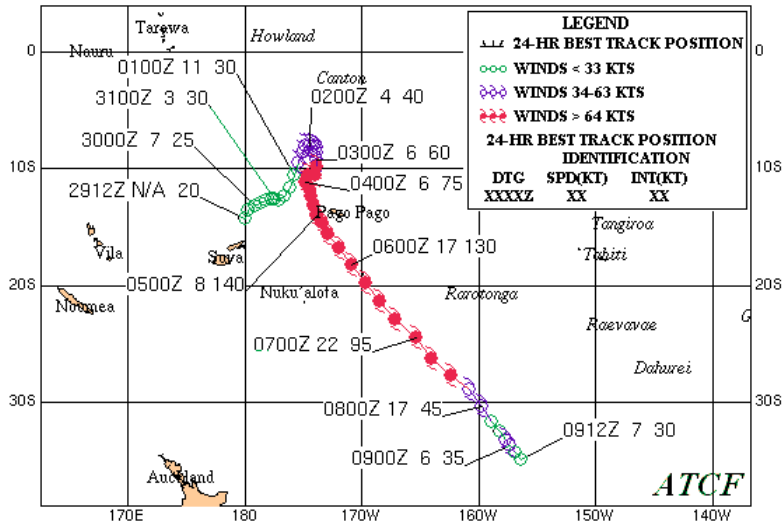 Tarawa
Howland
0
Nauru
0100Z 11 30
Canton
3100Z 3 30
0200Z 4 40
3000Z 7 25
0300Z 6 60
10S
2912Z N/A 20
0400Z 6 75
Pago Pago
Vila
Suva
0600Z 17 130
Tangiroa
Tahiti
0500Z 8 140
20S
20S
Noumea
Nuku'alofa
Rarotonga
G
Raevavae
0700Z 22 95
Dahurei
30S
30S
0800Z 17 45
0912Z 7 30
0900Z 6 35
Auckland
ATCF
170E
180
170W
160W
150W
140W
LEGEND
24-HR BEST TRACK POSITION
WINDS < 33 KTS
WINDS 34-63 KTS
WINDS > 64 KTS
24-HR BEST TRACK POSITION
IDENTIFICATION
DTG SPD(KT) INT(KT)
XXXXZ XX XX
0
10S